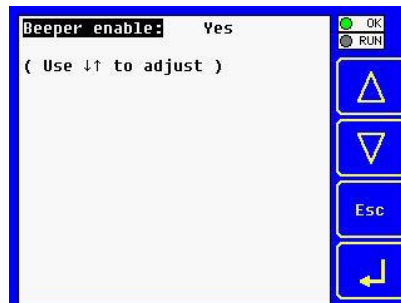 Beeper enable: Yes
OK
RUN
( Use ↓↑ to adjust )
Esc